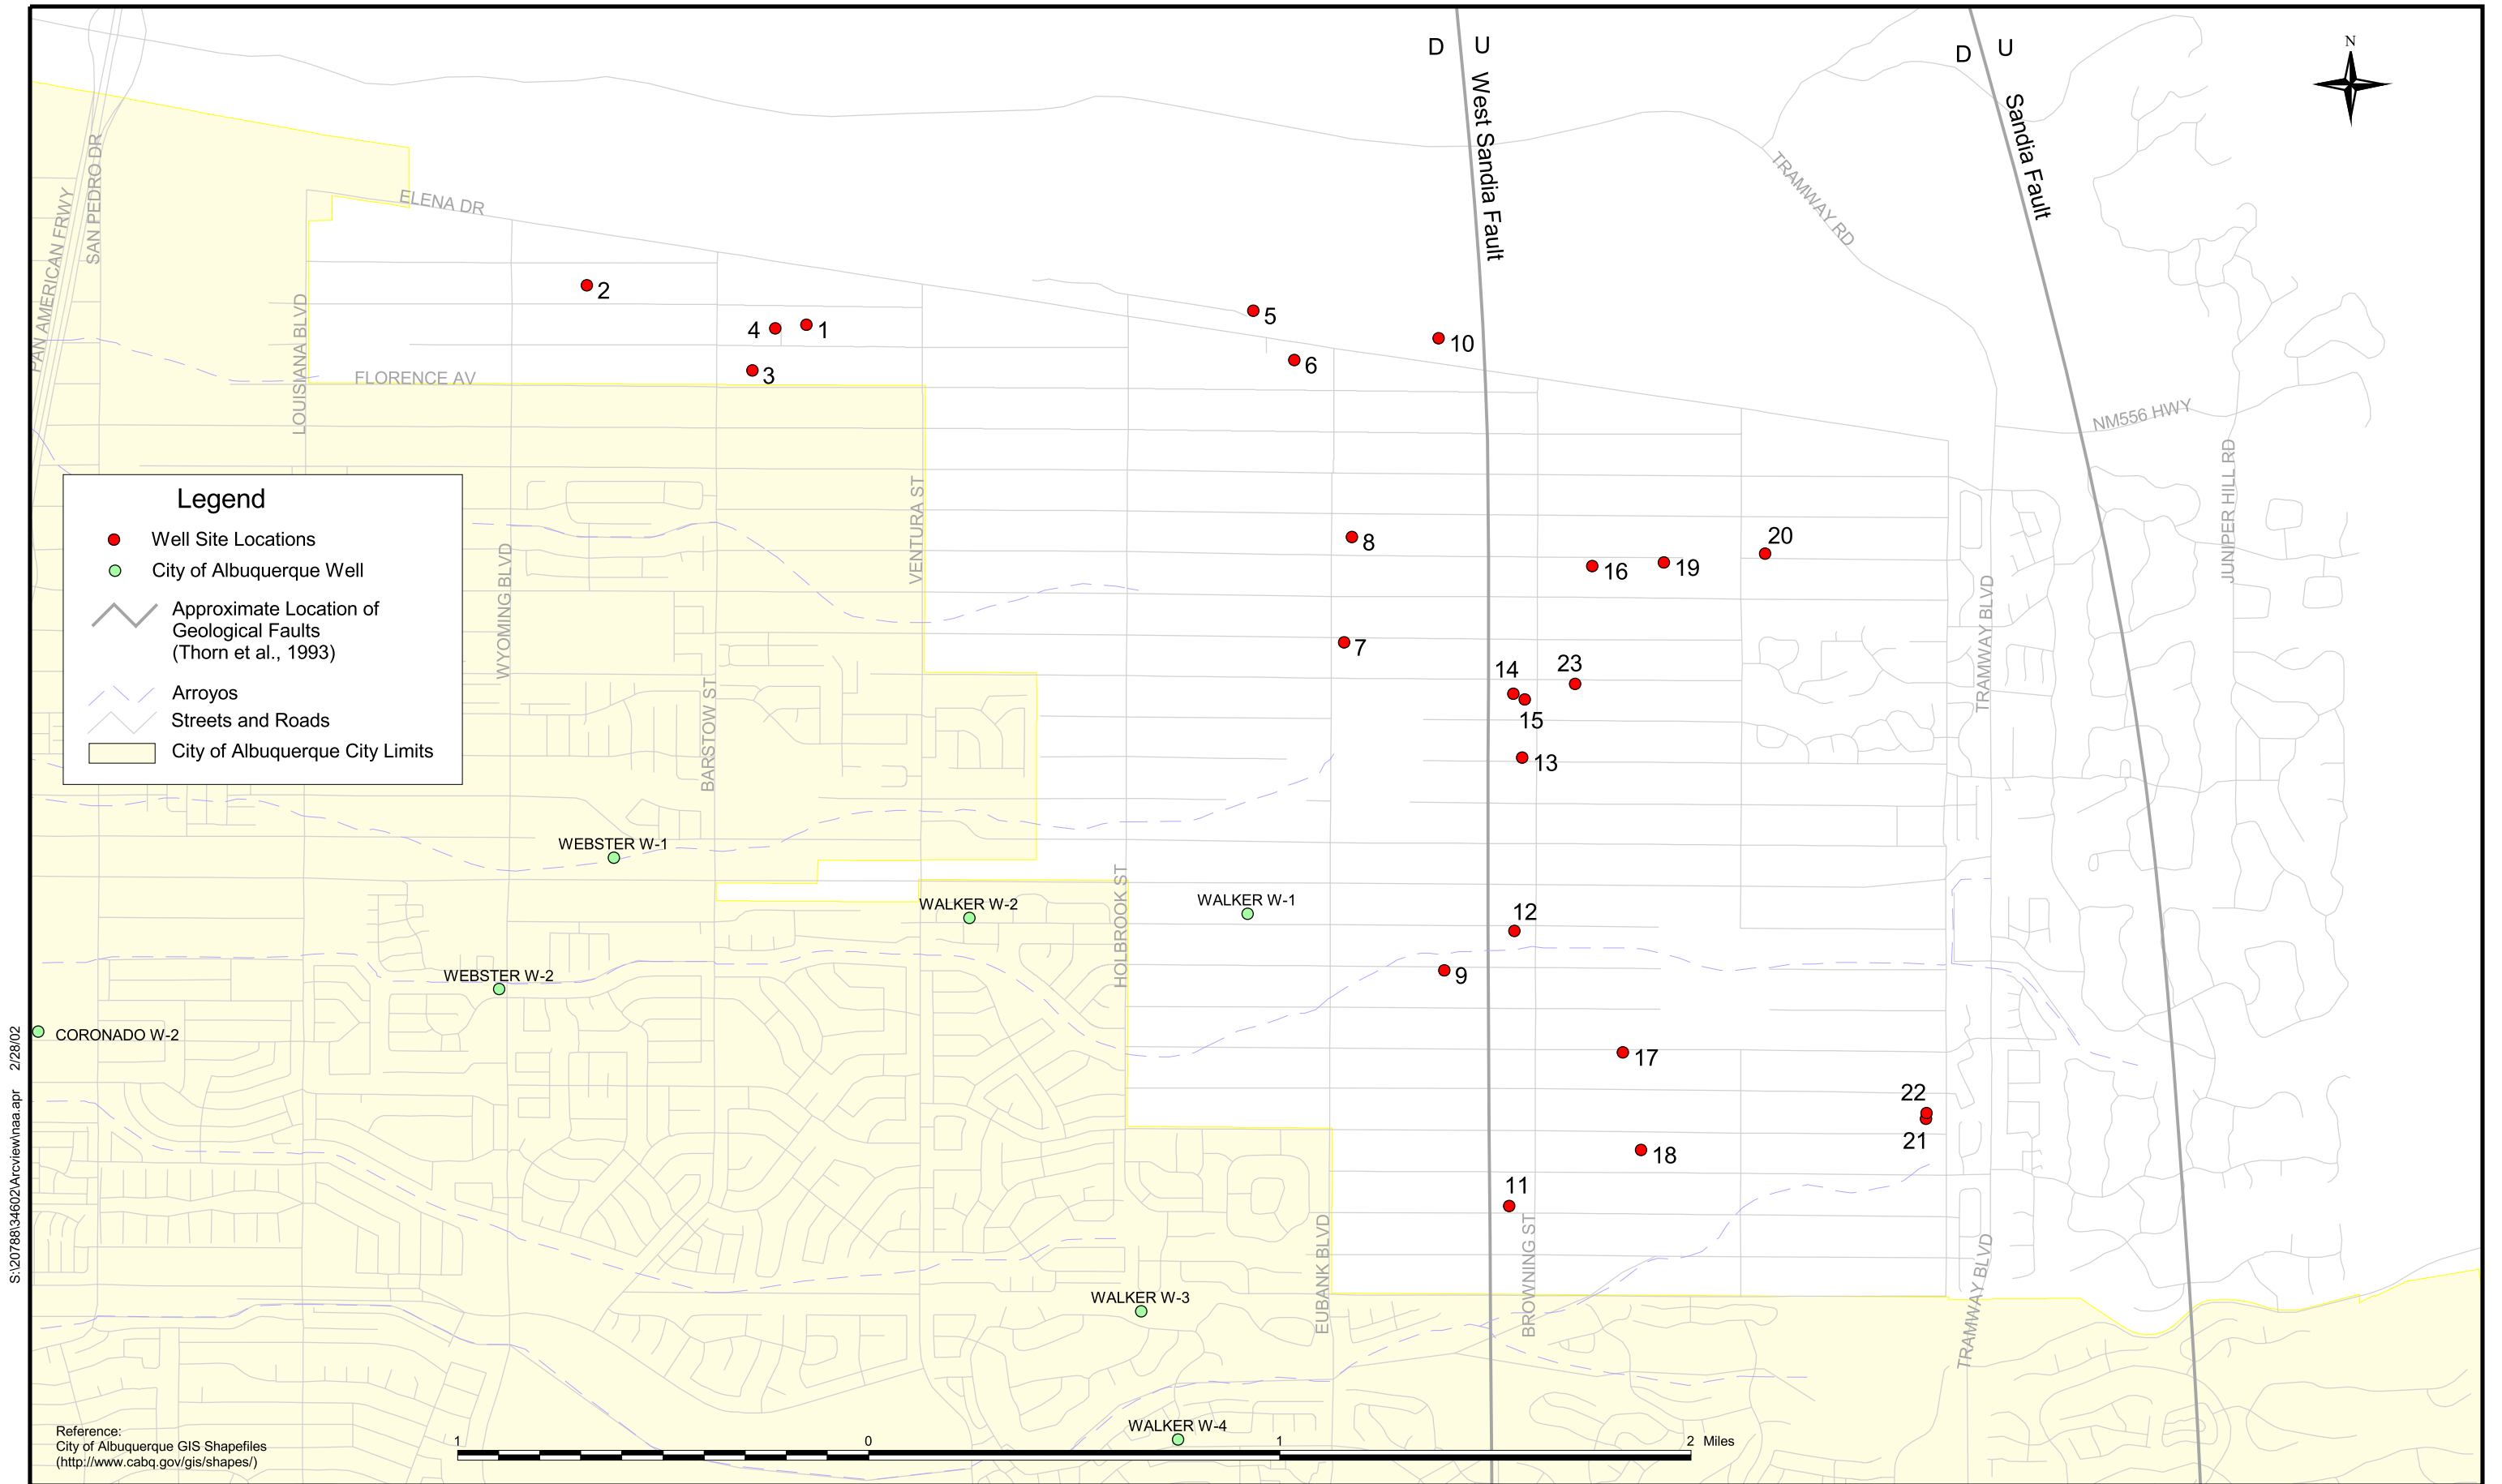 D
U
D
U
N
West Sandia Fault
Sandia Fault
PAN AMERICAN FRWY
SAN PEDRO DR
ELENA DR
TRAMWAY RD
LOUISIANA BLVD
2
4
1
5
10
6
3
FLORENCE AV
NM556 HWY
JUNIPER HILL RD
Legend
Well Site Locations
City of Albuquerque Well
Approximate Location of
Geological Faults
(Thorn et al., 1993)
Arroyos
Streets and Roads
City of Albuquerque City Limits
WYOMING BLVD
VENTURA ST
BARSTOW ST
8
16
19
20
7
TRAMWAY BLVD
14
23
15
13
WEBSTER W-1
WALKER W-2
HOLBROOK ST
WALKER W-1
12
9
WEBSTER W-2
CORONADO W-2
17
22
21
18
11
EUBANK BLVD
BROWNING ST
TRAMWAY BLVD
WALKER W-3
WALKER W-4
S:\20788\34602\Arcview\naa.apr 2/28/02
Reference:
City of Albuquerque GIS Shapefiles
(http://www.cabq.gov/gis/shapes/)
1 0 1 2 Miles